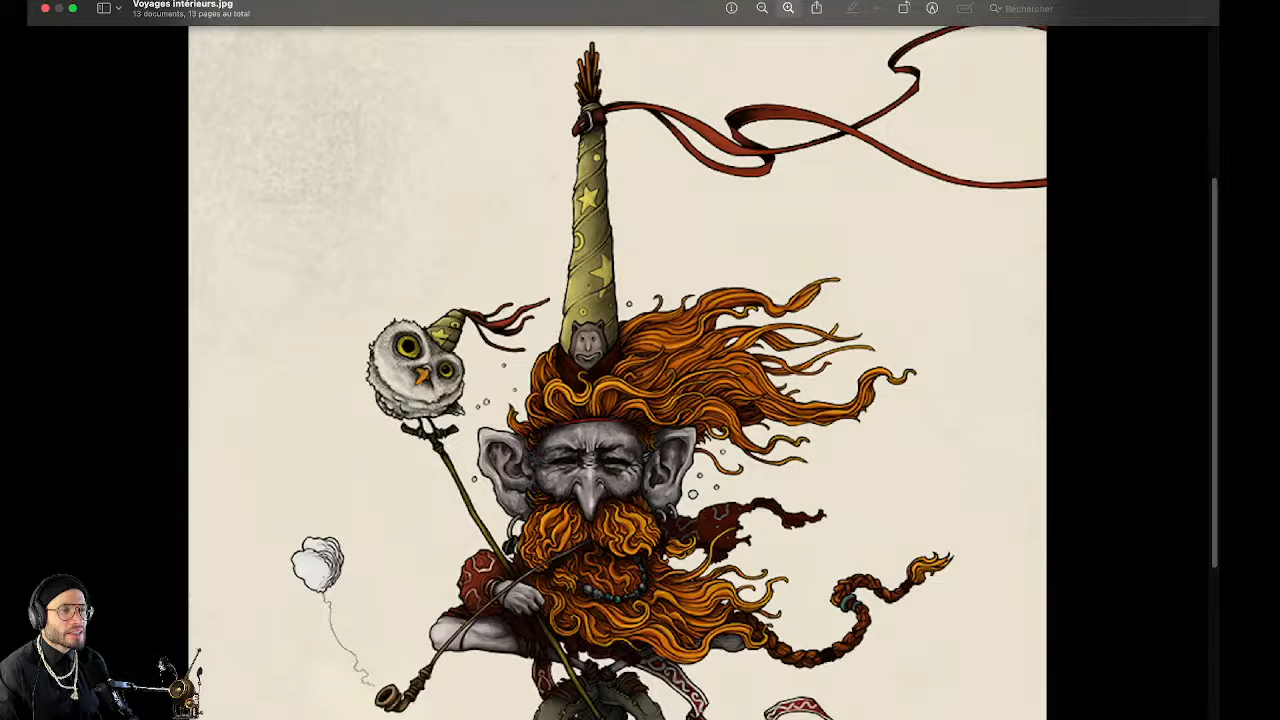 Voyages intérieurs.jpg
13 documents, 13 pages au total
Rechercher